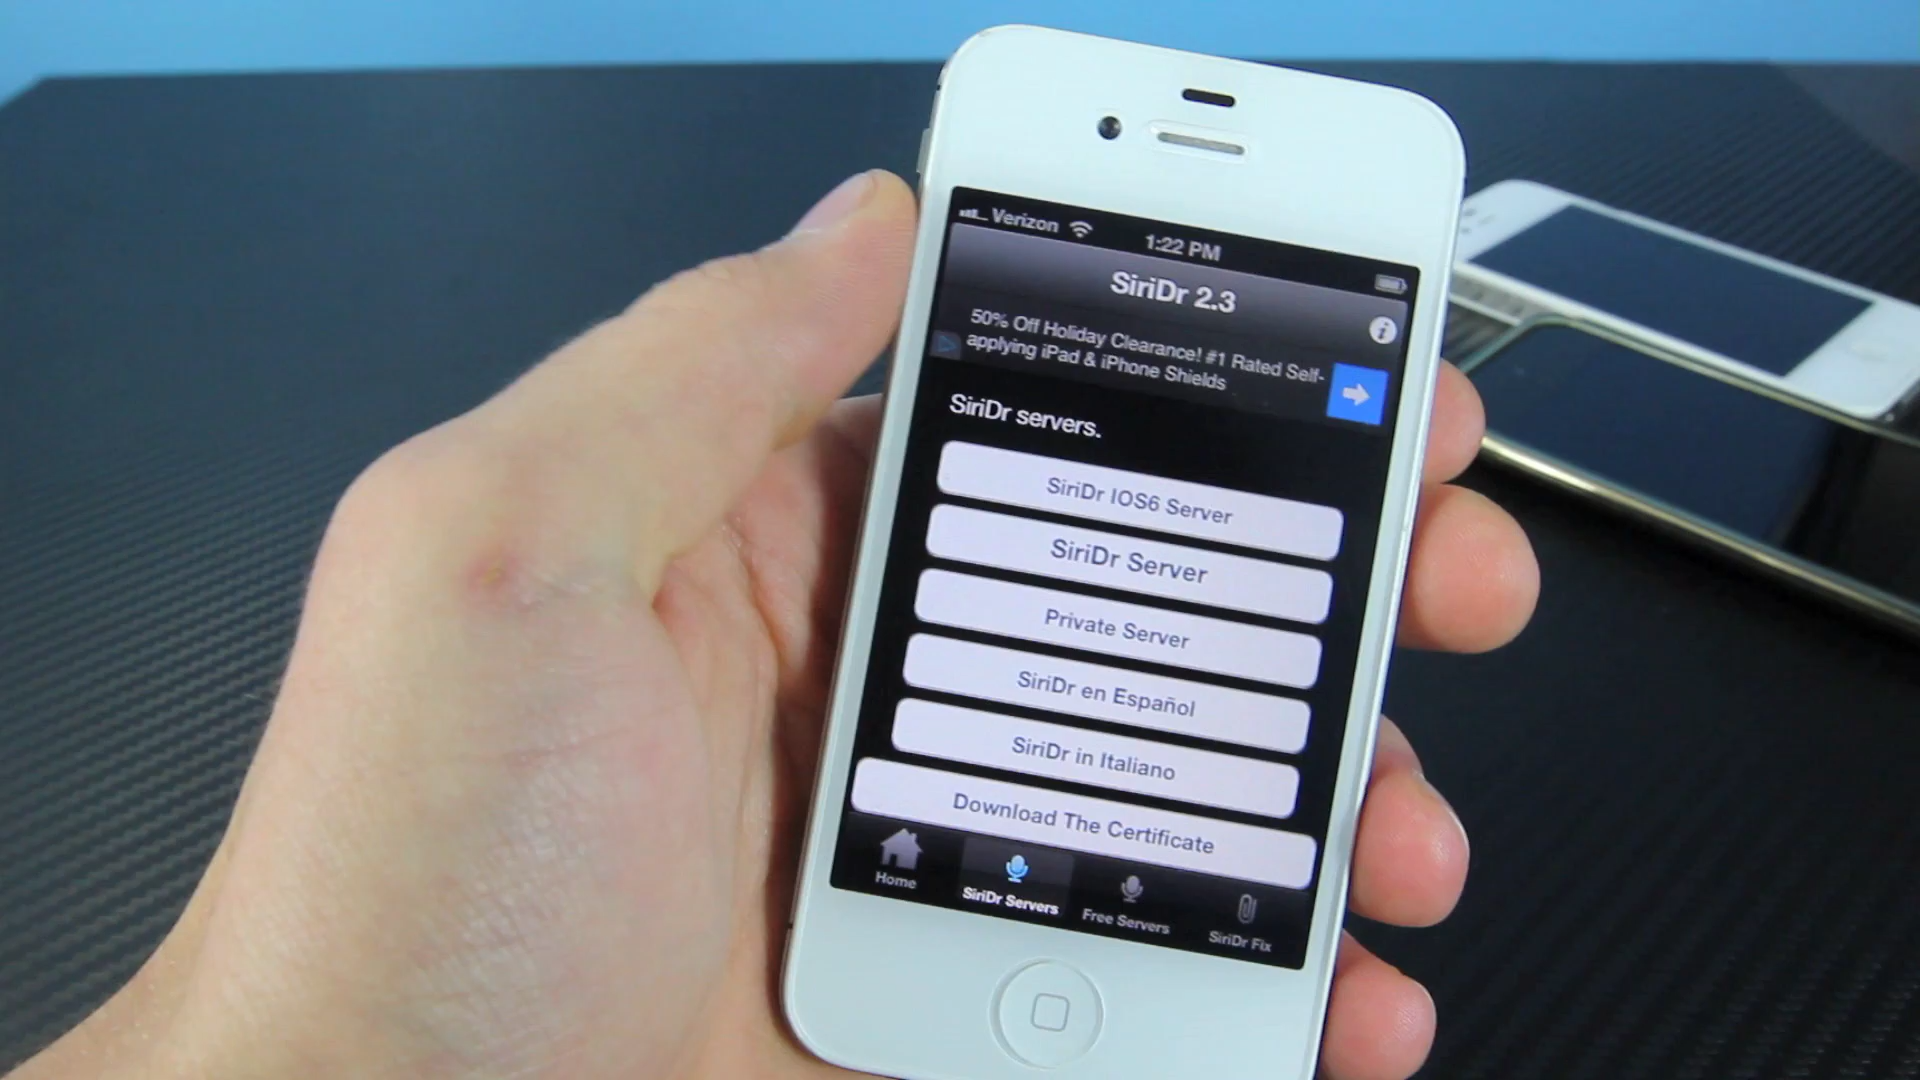 Verizon
1:22 PM
SiriDr 2.3
50% Off Holiday Clearance! #1 Rated Self-
applying iPad & iPhone Shields
SiriDr servers.
SiriDr IOS6 Server
SiriDr Server
Private Server
SiriDr en Español
SiriDr in Italiano
Download The Certificate
Home
SiriDr Servers
Free Servers
SiriDr Fix